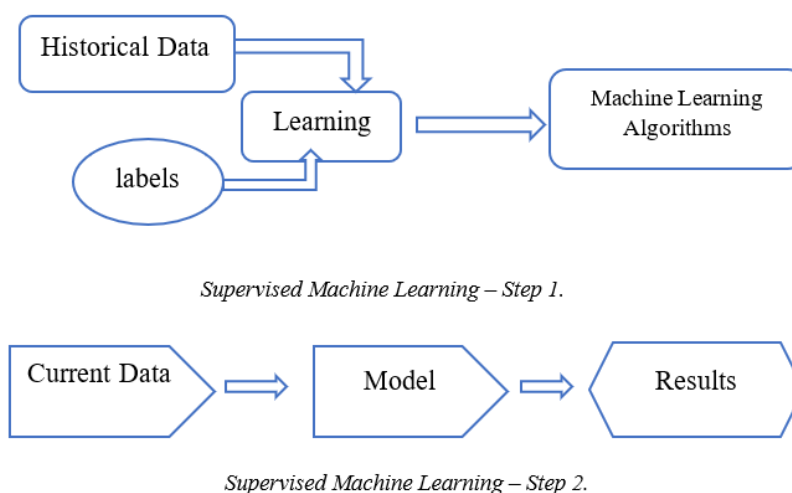 Historical Data
Learning
Machine Learning
Algorithms
labels
Supervised Machine Learning – Step 1.
Current Data
Model
Results
Supervised Machine Learning – Step 2.